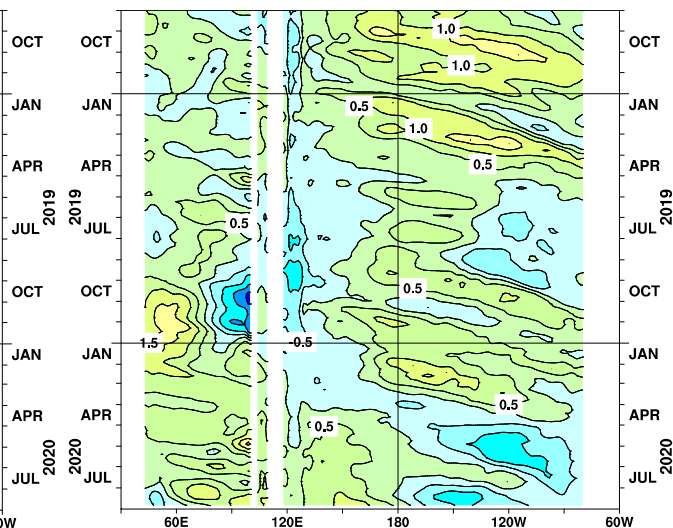 OCT OCT 1.0 OCT
1.0
JAN JAN 0.5 JAN
1.0
APR APR 0.5 APR
2019 2019 2019
JUL JUL 0.5 JUL
OCT OCT 0.5 OCT
1.5 -0.5
JAN JAN JAN
0.5
APR APR 0.5 APR
2020 2020 2020
JUL JUL JUL
0W 60E 120E 180 120W 60W